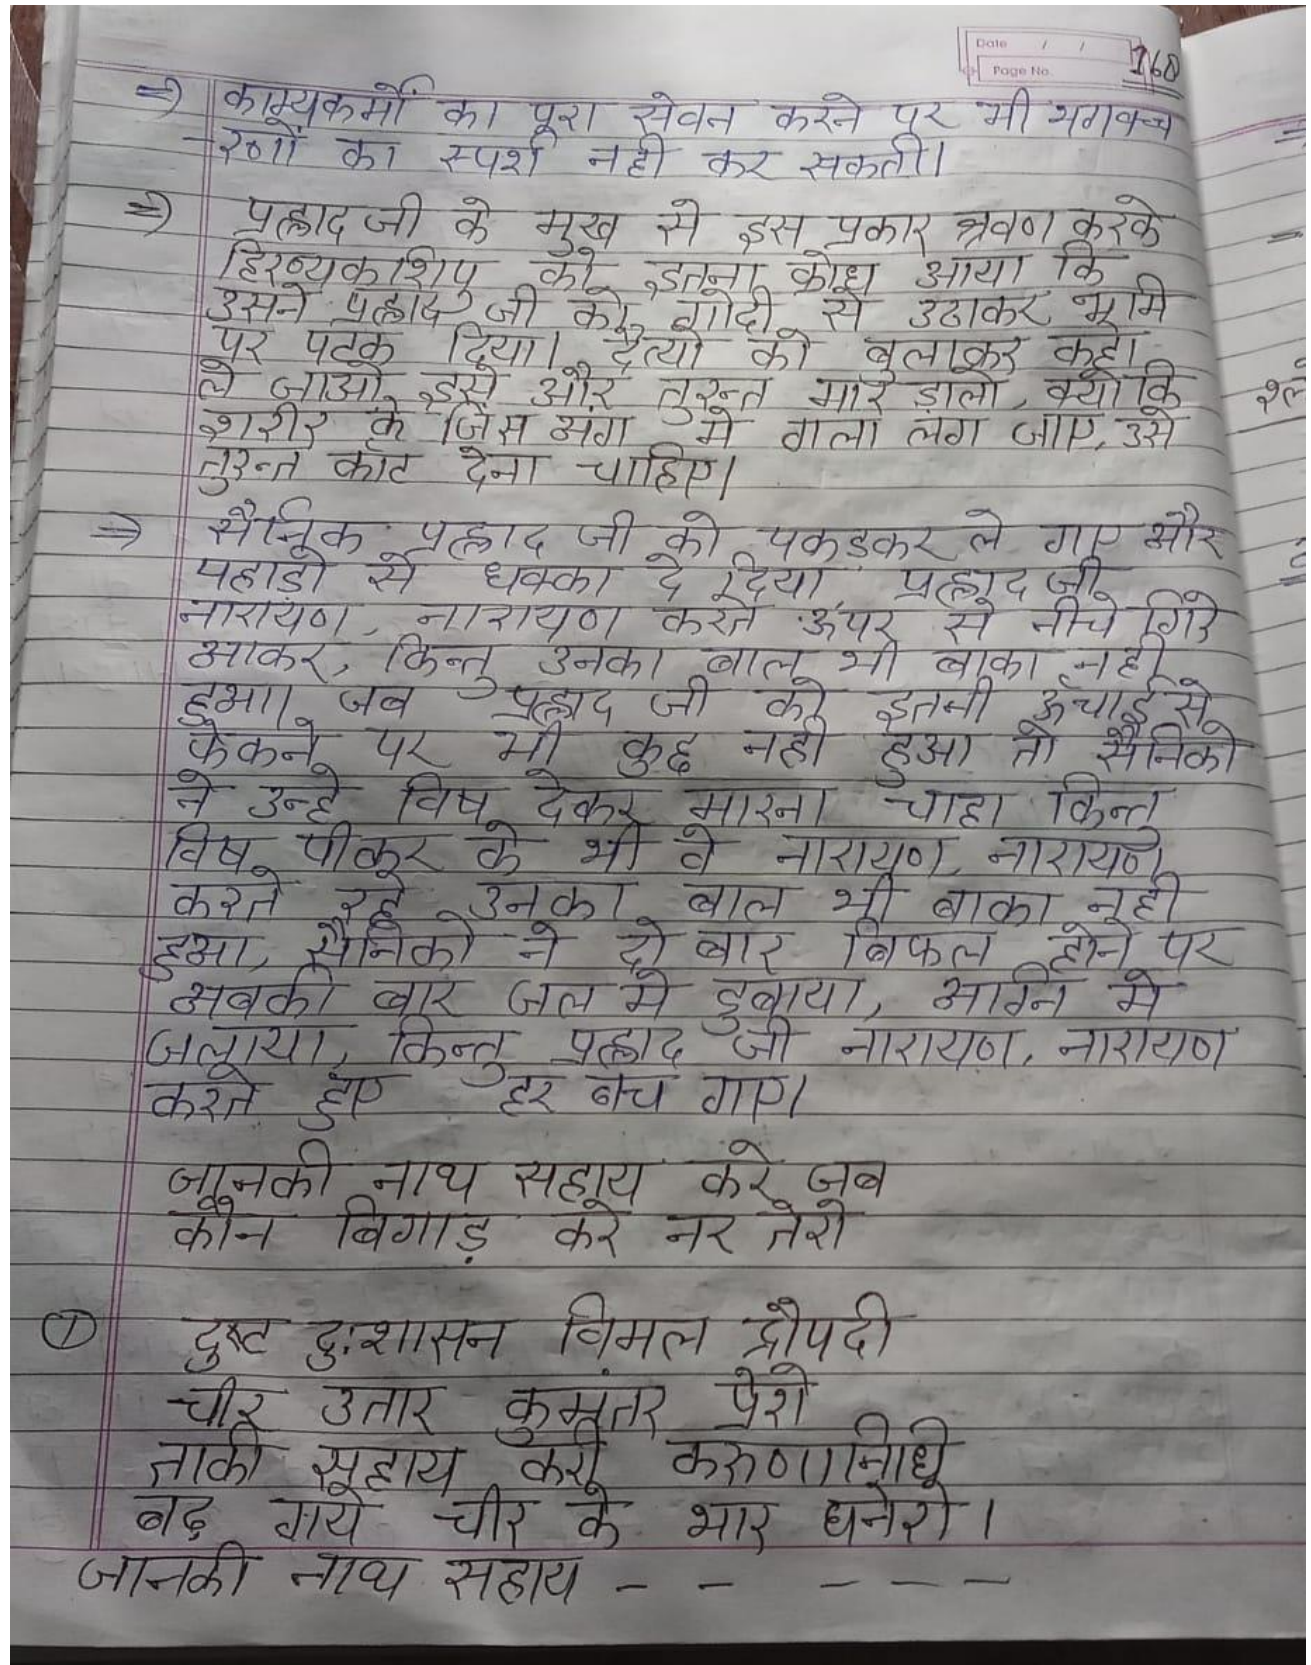 Date / /
Page No. 168
⇒ काम्यकर्मों का पूरा सेवन करने पर भी भगवच्च
-रणों का स्पर्श नही कर सकती।
⇒ प्रह्लाद जी के मुख से इस प्रकार श्रवण करके
हिरण्यकशिपु को इतना क्रोध आया कि
उसने प्रह्लाद जी को गोदी से उठाकर भूमि
पर पटक दिया। दैत्यो को बुलाकर कहा
ले जाओ इसे और तुरन्त मार डालो, क्योंकि
शरीर के जिस अंग मे गला लग जाए, उसे
तुरन्त काट देना चाहिए।
⇒ सैनिक प्रह्लाद जी को पकड़कर ले गए और
पहाडो से धक्का दे दिया, प्रह्लाद जी
नारायण, नारायण करते ऊपर से नीचे गिरे
आकर, किन्तु उनका बाल भी बाका नही
हुआ। जब प्रह्लाद जी को इतनी ऊँचाई से
फेकने पर भी कुछ नही हुआ तो सैनिको
ने उन्हे विष देकर मारना चाहा किन्तु
विष पीकर के भी वे नारायण, नारायण
करते रहे उनका बाल भी बाका नही
हुआ, सैनिको ने दो बार बिफल होने पर
अबकी बार जल मे डुबाया, अग्नि मे
जलाया, किन्तु प्रह्लाद जी नारायण, नारायण
करते हुए हर बच गए।
जानकी नाथ सहाय करे जब
कौन बिगाड़ करे नर तेरो
① दुष्ट दुःशासन विमल द्रौपदी
चीर उतार कुमंतर प्रेरो
ताकी सहाय करी करुणानिधि
बढ गये चीर के भार घनेरो।
जानकी नाथ सहाय - - - - -